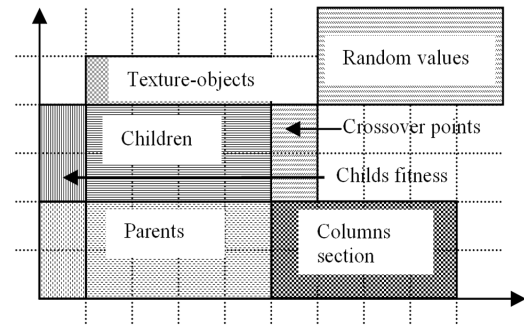 Random values
Texture-objects
Crossover points
Children
Childs fitness
Parents
Columns
section